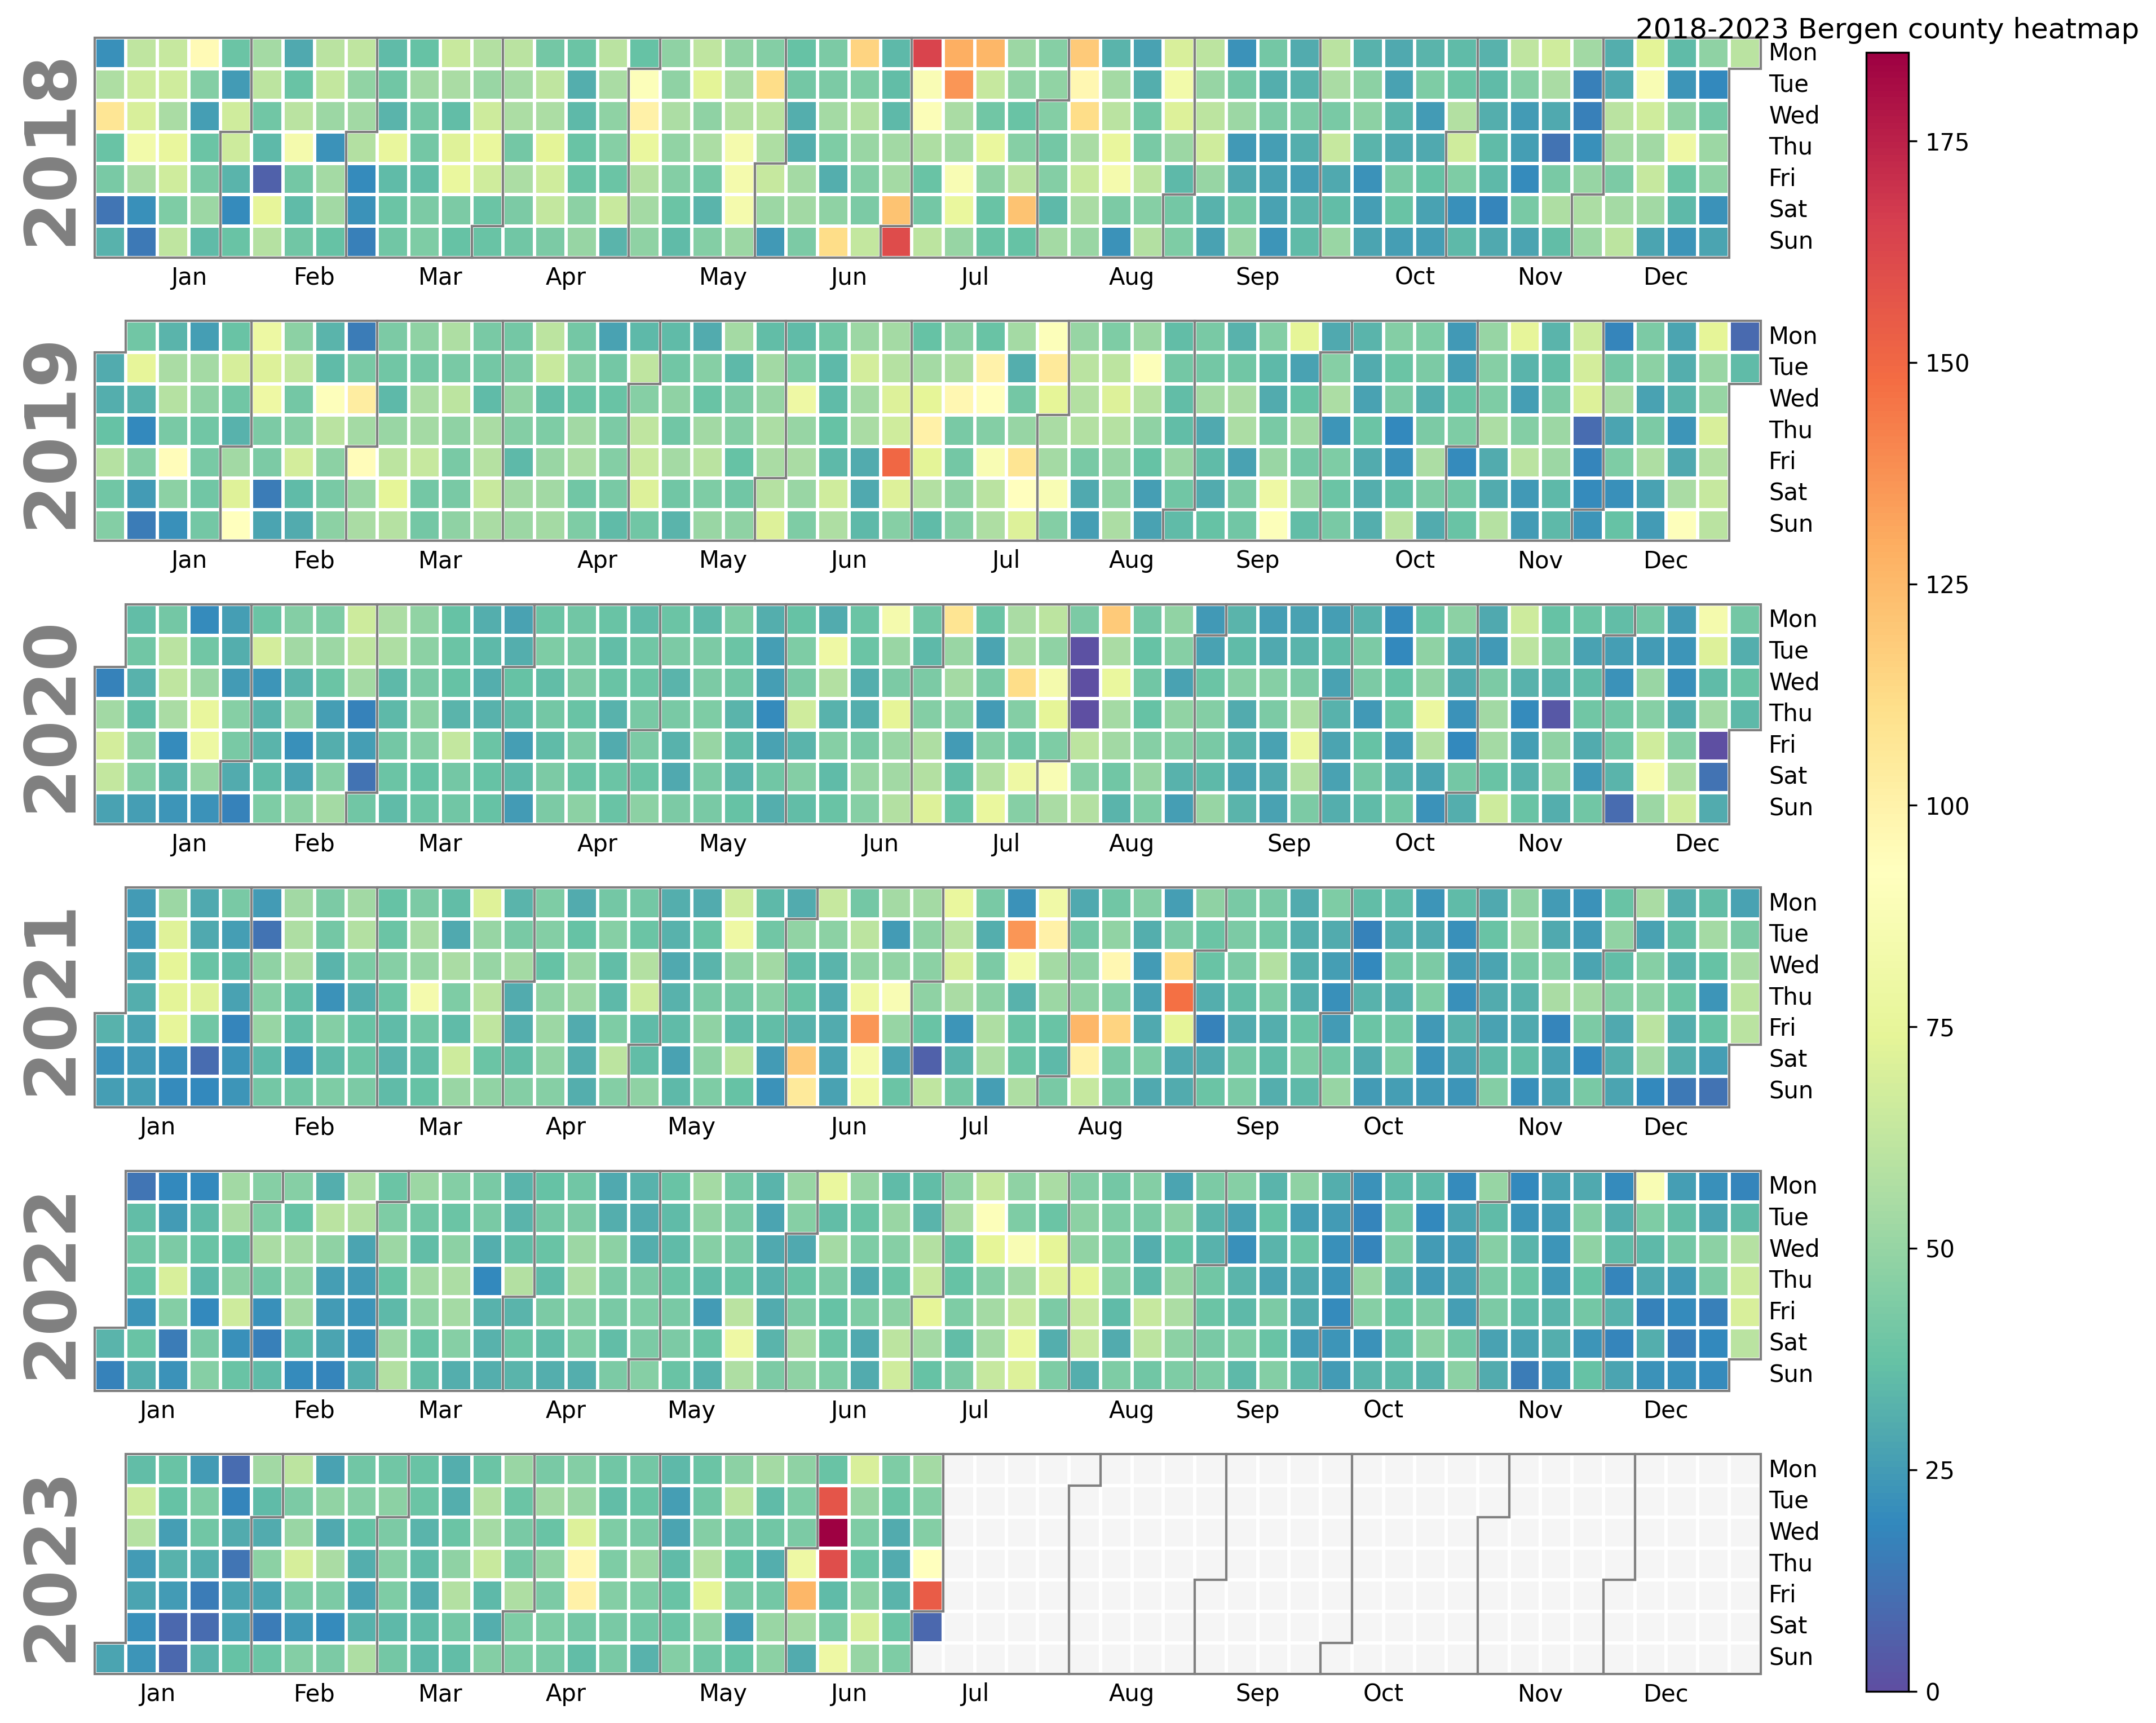 2018-2023 Bergen county heatmap
2018
Mon
Tue
Wed
Thu
Fri
Sat
Sun
Jan Feb Mar Apr May Jun Jul Aug Sep Oct Nov Dec
2019
Mon
Tue
Wed
Thu
Fri
Sat
Sun
Jan Feb Mar Apr May Jun Jul Aug Sep Oct Nov Dec
2020
Mon
Tue
Wed
Thu
Fri
Sat
Sun
Jan Feb Mar Apr May Jun Jul Aug Sep Oct Nov Dec
2021
Mon
Tue
Wed
Thu
Fri
Sat
Sun
Jan Feb Mar Apr May Jun Jul Aug Sep Oct Nov Dec
2022
Mon
Tue
Wed
Thu
Fri
Sat
Sun
Jan Feb Mar Apr May Jun Jul Aug Sep Oct Nov Dec
2023
Mon
Tue
Wed
Thu
Fri
Sat
Sun
Jan Feb Mar Apr May Jun Jul Aug Sep Oct Nov Dec
175
150
125
100
75
50
25
0